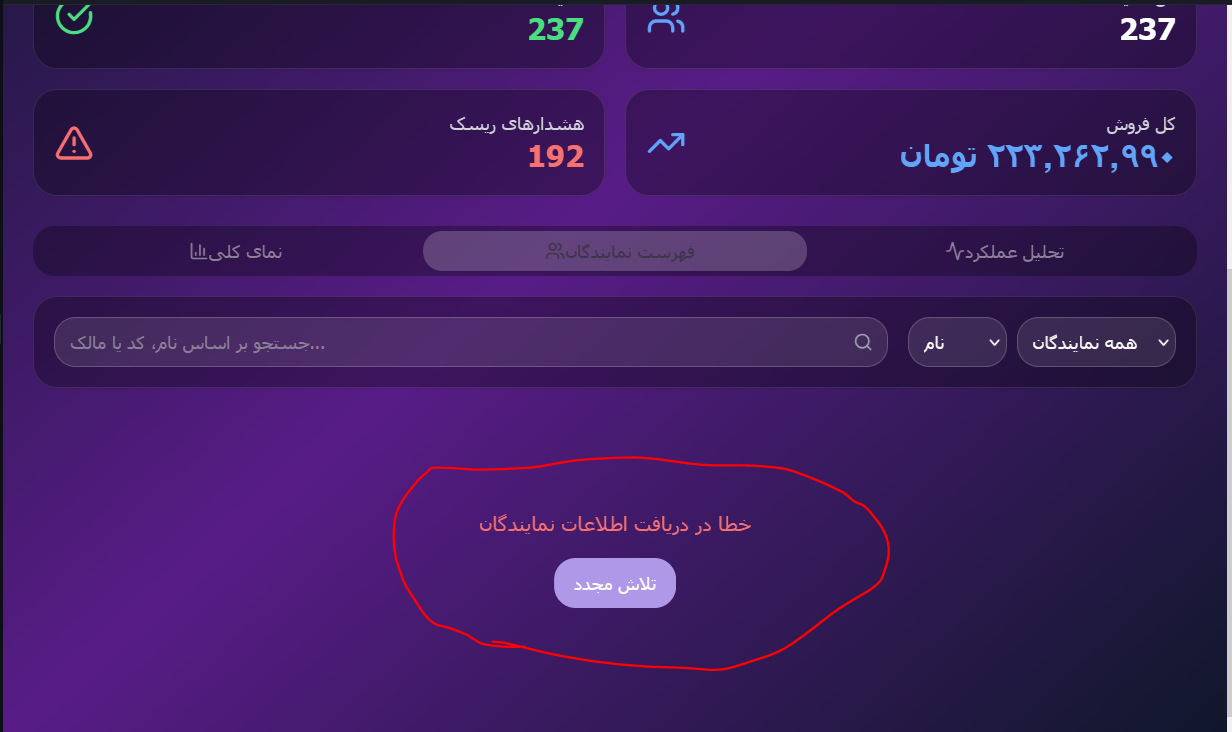 237
237
کل فروش
۲۲۳,۲۶۲,۹۹۰ تومان
هشدارهای ریسک
192
تحلیل عملکرد
فهرست نمایندگان
نمای کلی
همه نمایندگان
نام
جستجو بر اساس نام، کد یا مالک...
خطا در دریافت اطلاعات نمایندگان
تلاش مجدد